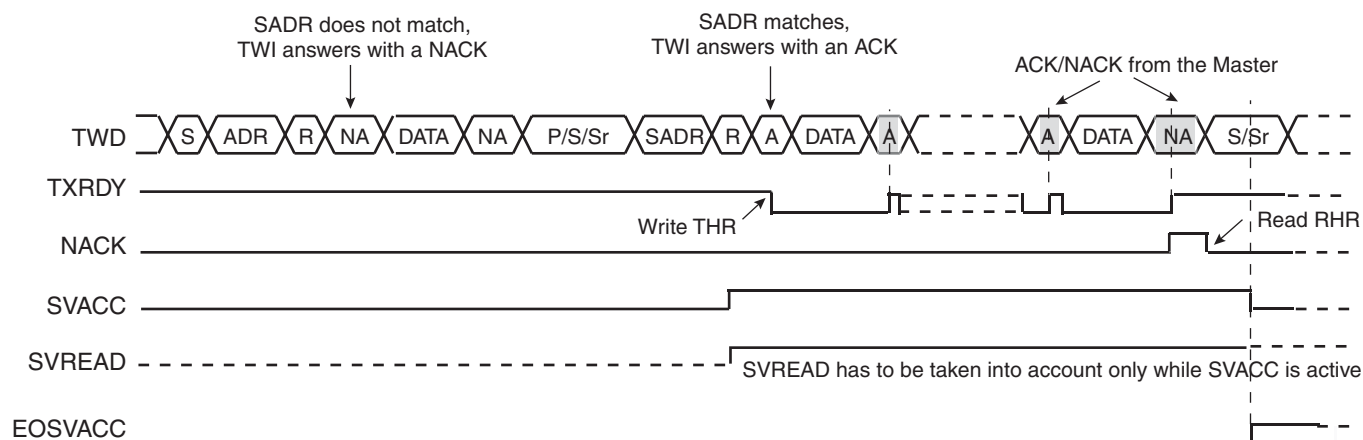 SADR does not match,
TWI answers with a NACK
SADR matches,
TWI answers with an ACK
ACK/NACK from the Master
TWD S ADR R NA DATA NA P/S/Sr SADR R A DATA A A DATA NA S/Sr
TXRDY
Write THR
Read RHR
NACK
SVACC
SVREAD
SVREAD has to be taken into account only while SVACC is active
EOSVACC